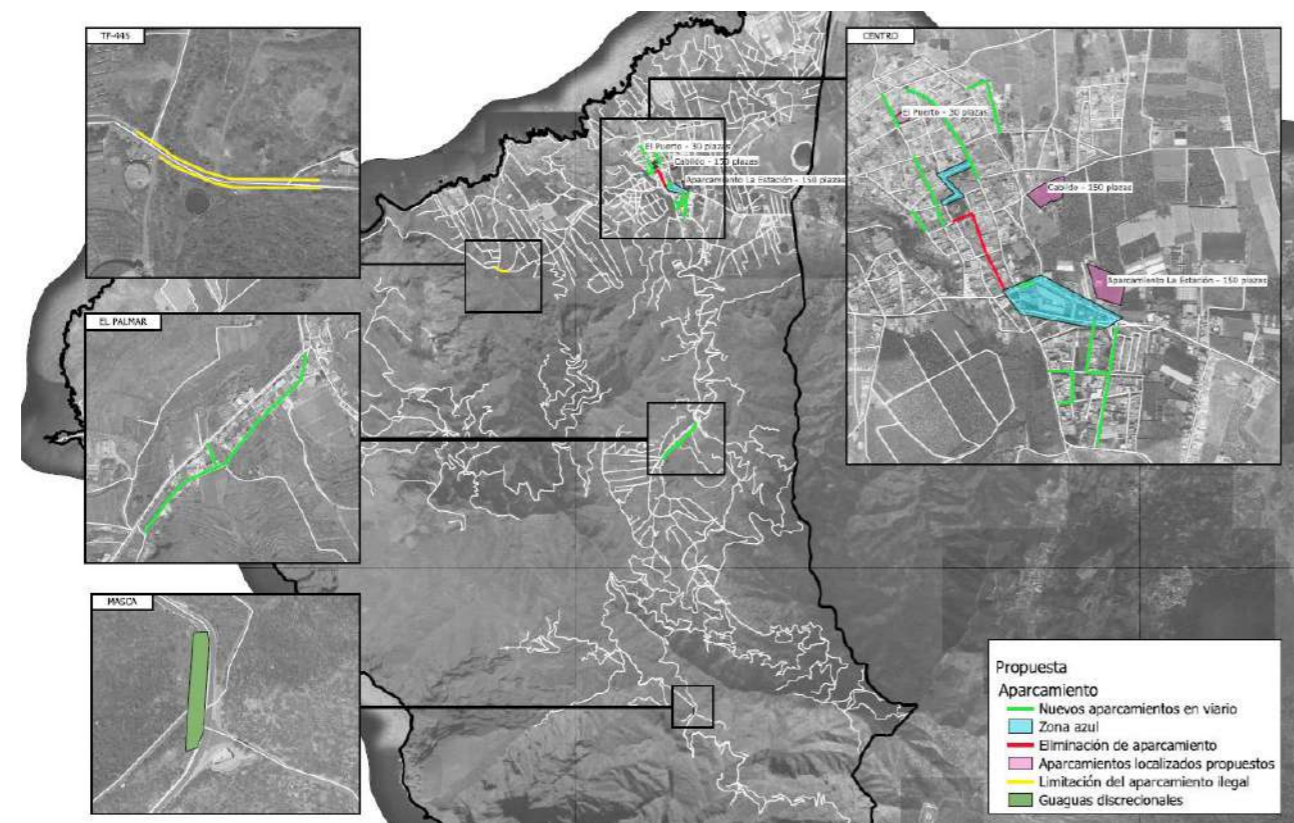 TF-445
CENTRO
El Puerto - 30 plazas
Cabildo - 150 plazas
Aparcamiento La Estación - 150 plazas
El Puerto - 30 plazas
Cabildo - 150 plazas
Aparcamiento La Estación - 150 plazas
EL PALMAR
MASCA
Propuesta
Aparcamiento
Nuevos aparcamientos en viario
Zona azul
Eliminación de aparcamiento
Aparcamientos localizados propuestos
Limitación del aparcamiento ilegal
Guaguas discrecionales